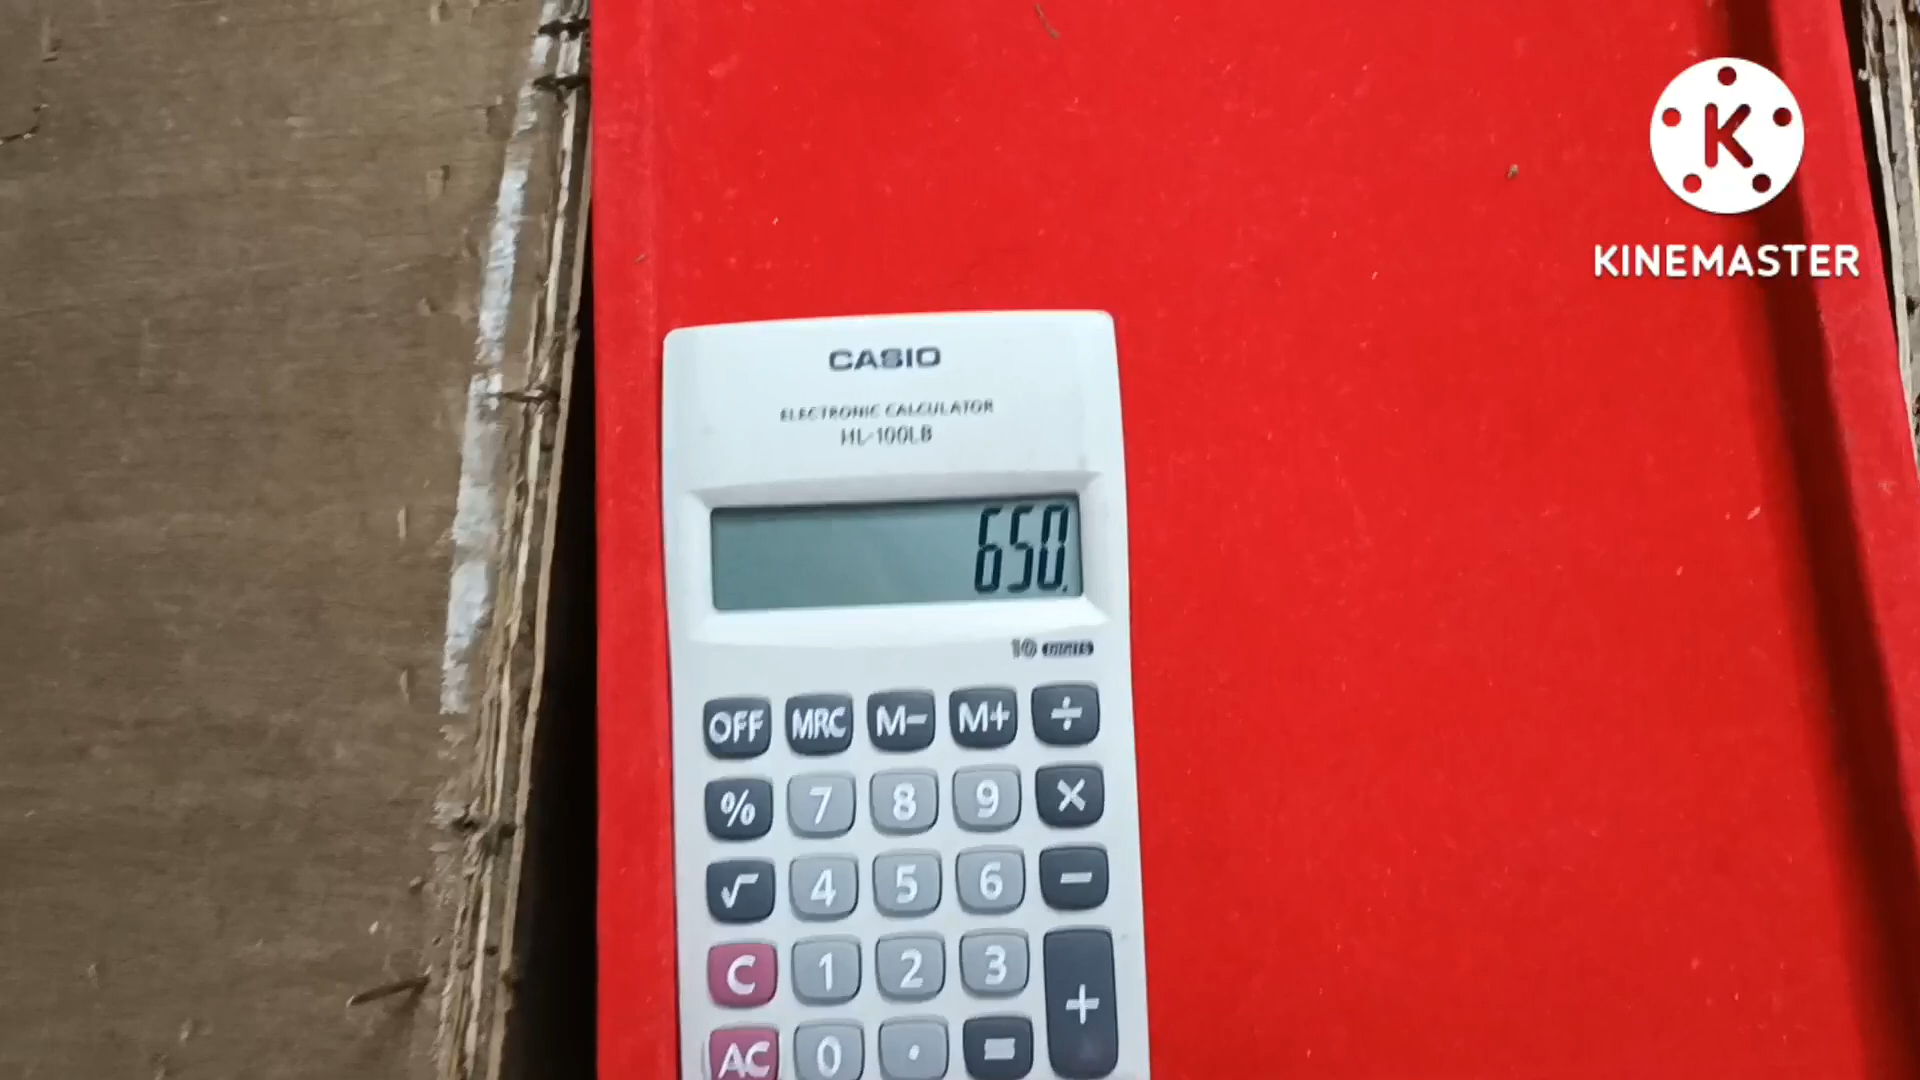 K
KINEMASTER
CASIO
ELECTRONIC CALCULATOR
HL-100LB
650.
10 DIGITS
OFF MRC M- M+ ÷
% 7 8 9 ×
√ 4 5 6 −
C 1 2 3 +
AC 0 . =